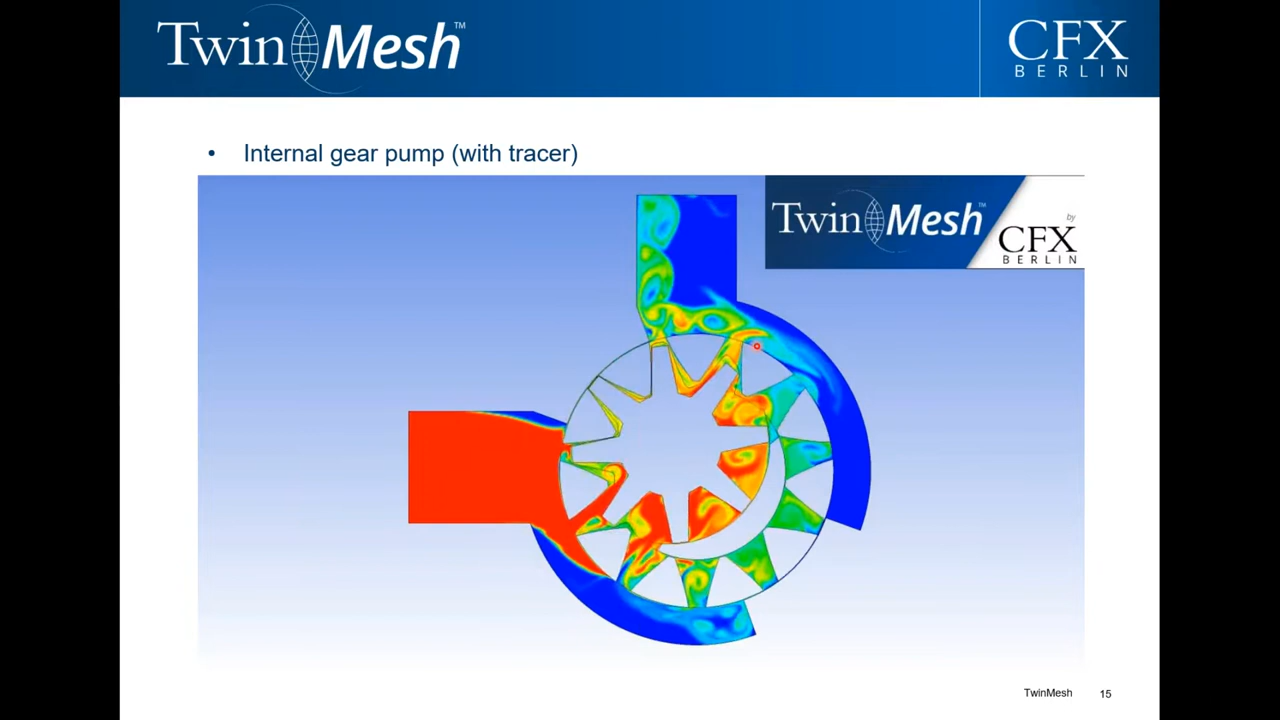 TwinMesh™
CFX
BERLIN
• Internal gear pump (with tracer)
TwinMesh™
by
CFX
BERLIN
TwinMesh 15